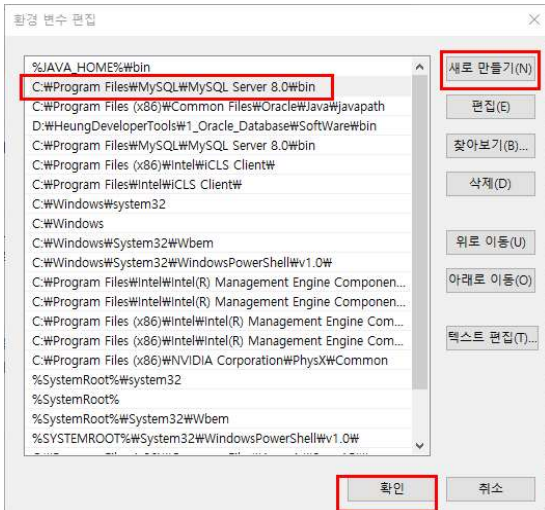 환경 변수 편집
%JAVA_HOME%₩bin
C:₩Program Files₩MySQL₩MySQL Server 8.0₩bin
C:₩Program Files (x86)₩Common Files₩Oracle₩Java₩javapath
D:₩HeungDeveloperTools₩1_Oracle_Database₩SoftWare₩bin
C:₩Program Files₩MySQL₩MySQL Server 8.0₩bin
C:₩Program Files (x86)₩Intel₩iCLS Client₩
C:₩Program Files₩Intel₩iCLS Client₩
C:₩Windows₩system32
C:₩Windows
C:₩Windows₩System32₩Wbem
C:₩Windows₩System32₩WindowsPowerShell₩v1.0₩
C:₩Program Files₩Intel₩Intel(R) Management Engine Componen...
C:₩Program Files₩Intel₩Intel(R) Management Engine Componen...
C:₩Program Files (x86)₩Intel₩Intel(R) Management Engine Com...
C:₩Program Files (x86)₩Intel₩Intel(R) Management Engine Com...
C:₩Program Files (x86)₩NVIDIA Corporation₩PhysX₩Common
%SystemRoot%₩system32
%SystemRoot%
%SystemRoot%₩System32₩Wbem
%SYSTEMROOT%₩System32₩WindowsPowerShell₩v1.0₩
새로 만들기(N)
편집(E)
찾아보기(B)...
삭제(D)
위로 이동(U)
아래로 이동(O)
텍스트 편집(T)...
확인
취소